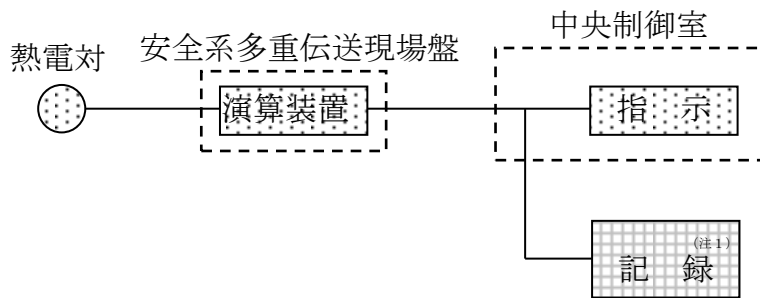 中央制御室
安全系多重伝送現場盤
熱電対
演算装置
指 示
(注1)
記 録